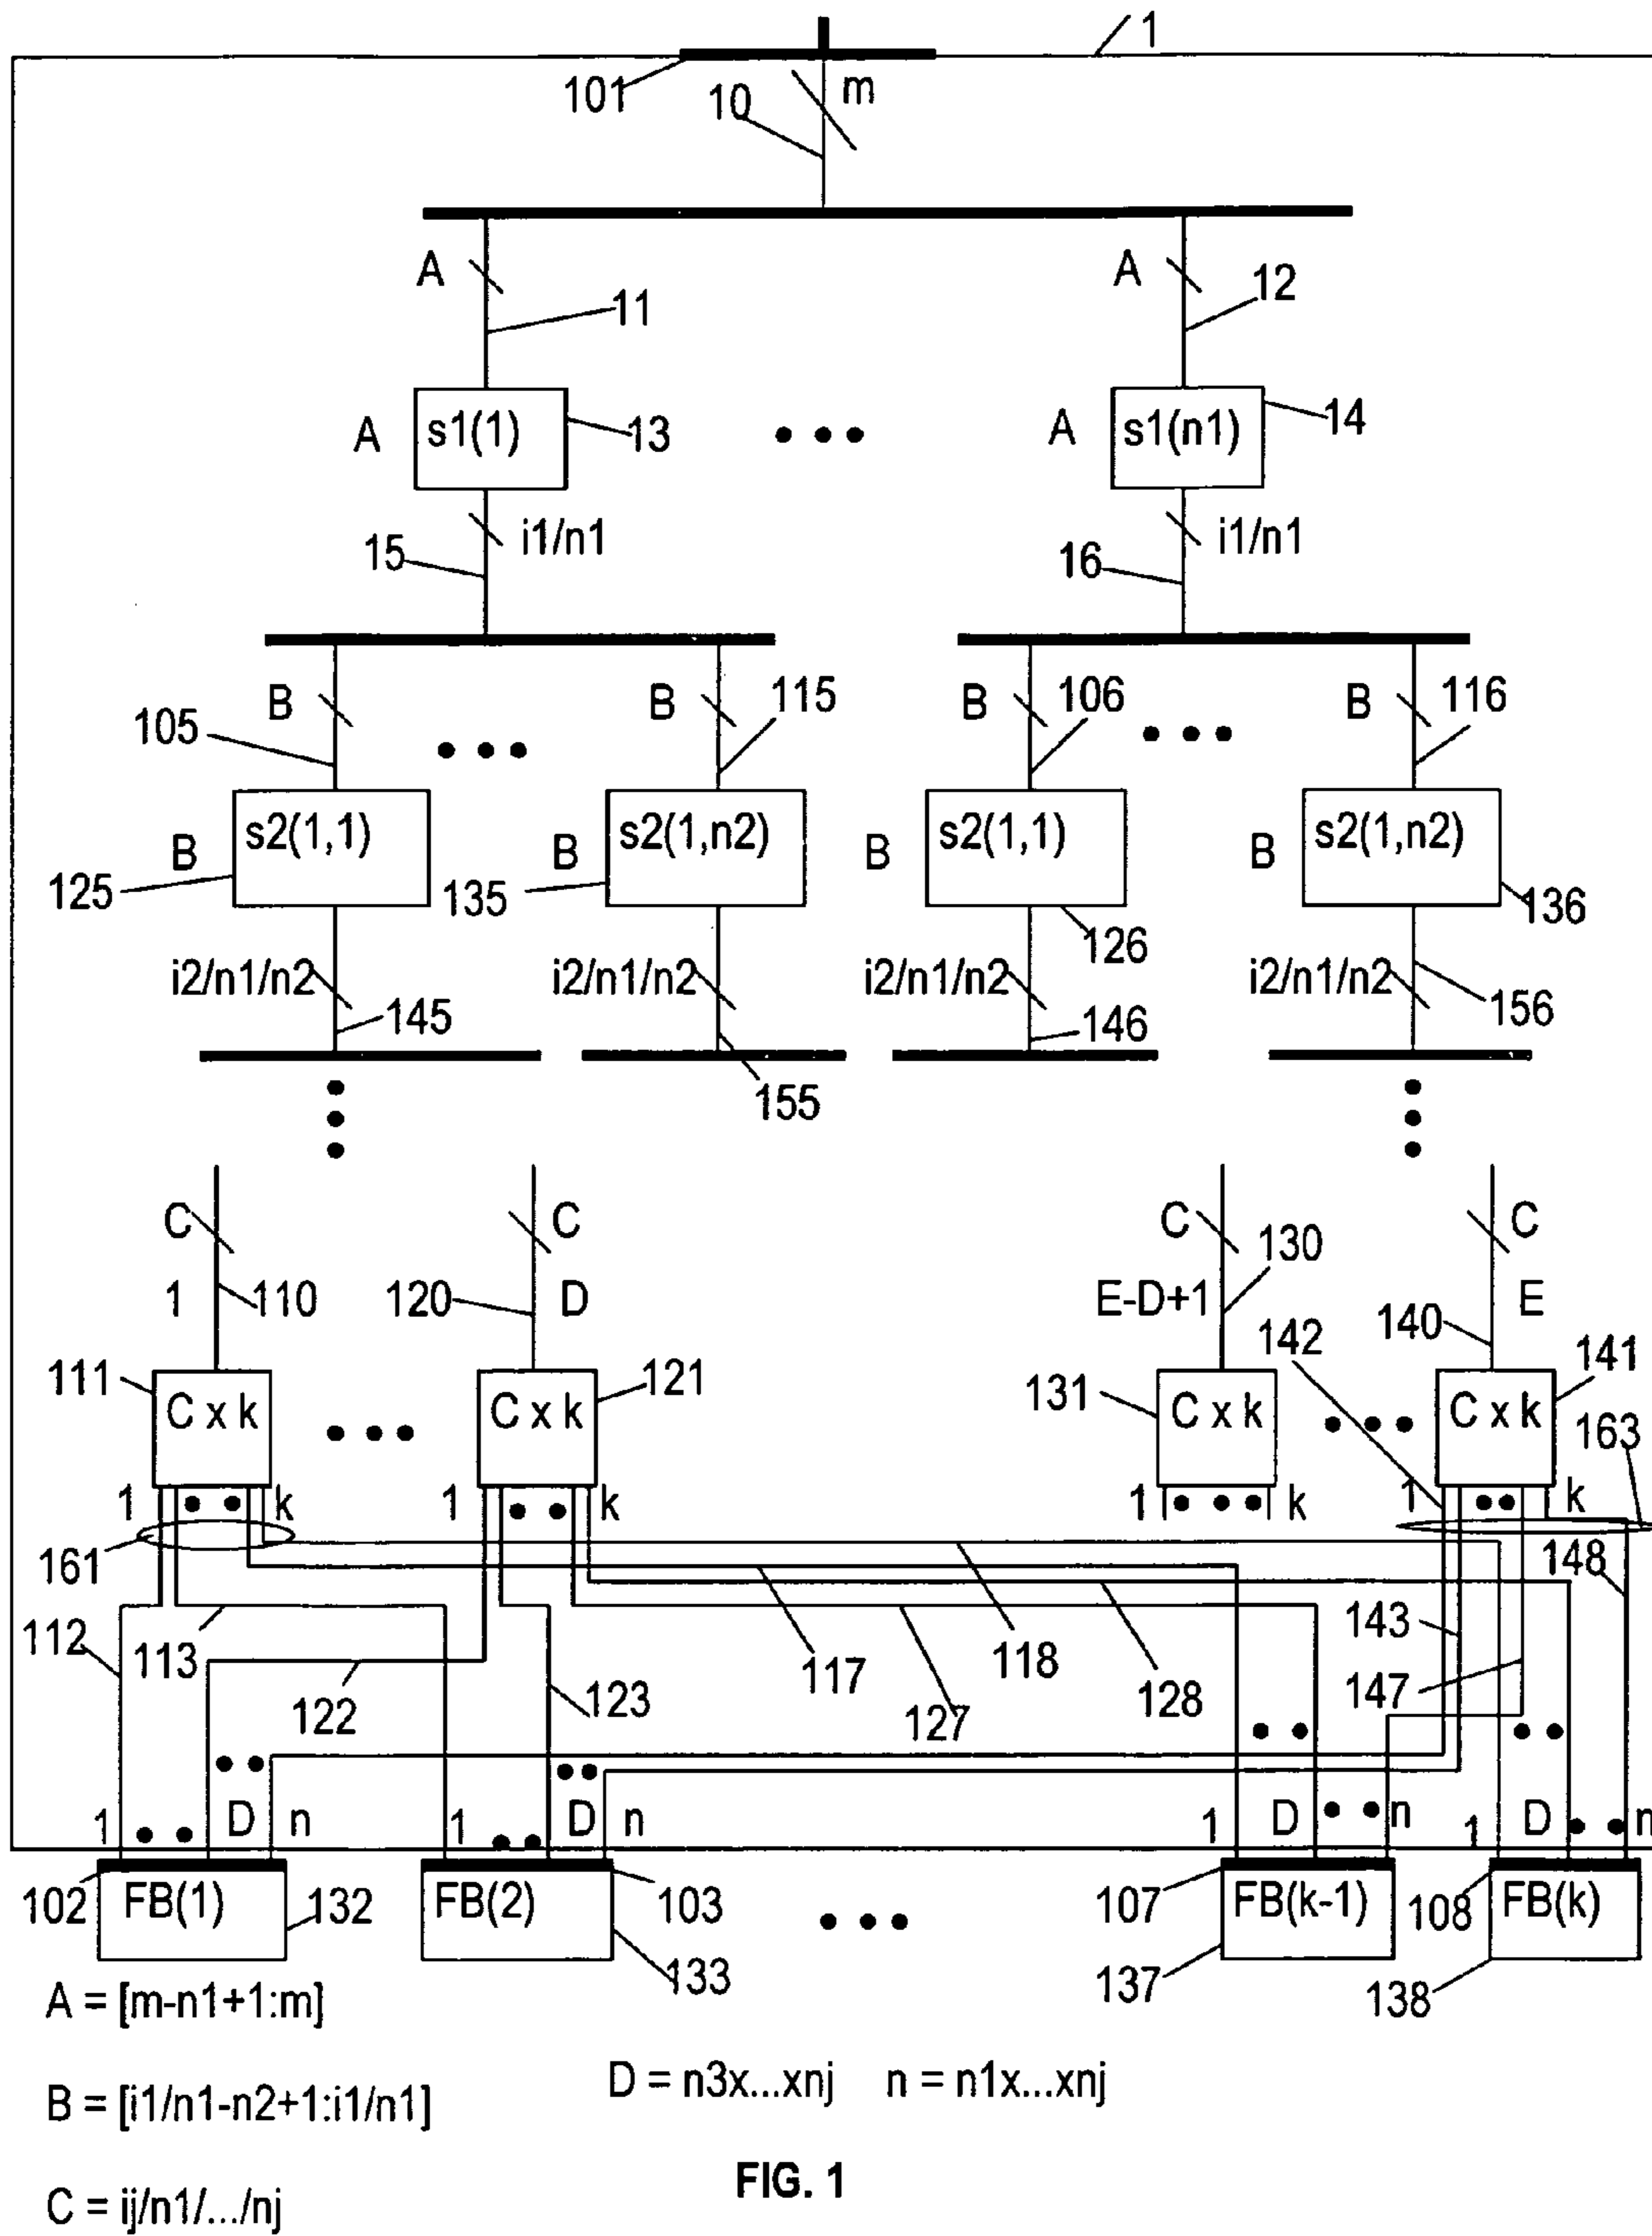 1
101
10
m
A
A
11
12
A
s1(1)
13
A
s1(n1)
14
i1/n1
i1/n1
15
16
B
B
115
B
106
B
116
105
s2(1,1)
s2(1,n2)
s2(1,1)
s2(1,n2)
B
B
B
B
125
135
126
136
i2/n1/n2
i2/n1/n2
i2/n1/n2
i2/n1/n2
145
155
146
156
C
C
C
130
C
1
110
120
D
E-D+1
142
140
E
111
C x k
C x k
121
131
C x k
C x k
141
163
1
k
1
k
1
k
1
k
161
148
112
113
122
123
117
118
127
128
143
147
1
D
n
1
D
n
1
D
n
1
D
n
102
FB(1)
132
FB(2)
103
107
FB(k-1)
108
FB(k)
133
137
138
A = [m-n1+1:m]
B = [i1/n1-n2+1:i1/n1]
D = n3x...xnj n = n1x...xnj
C = ij/n1/.../nj
FIG. 1